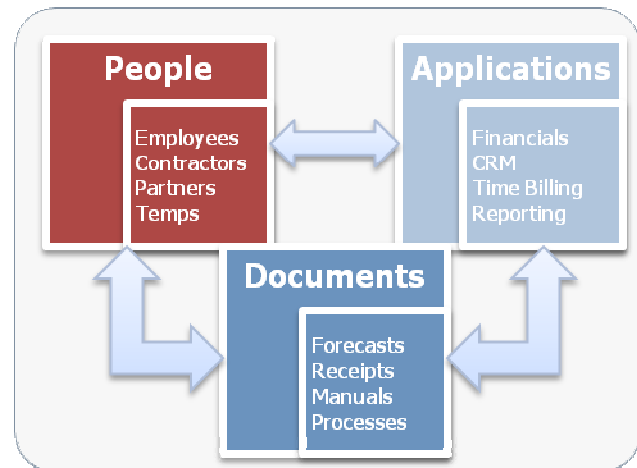 People
Employees
Contractors
Partners
Temps
Applications
Financials
CRM
Time Billing
Reporting
Documents
Forecasts
Receipts
Manuals
Processes